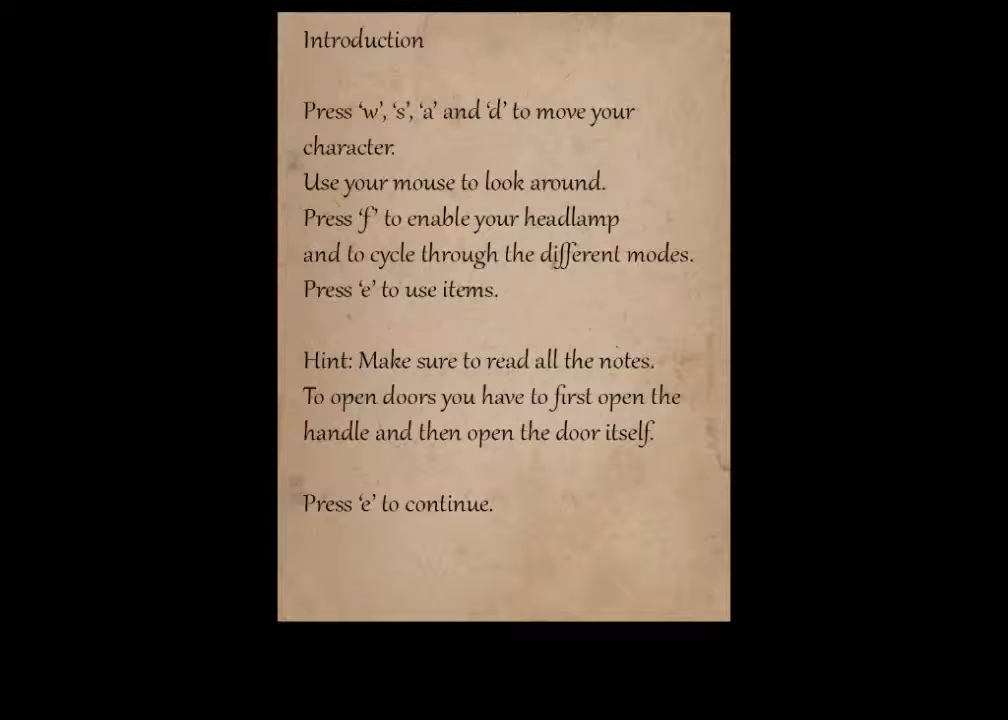 Introduction
Press ‘w’, ‘s’, ‘a’ and ‘d’ to move your
character.
Use your mouse to look around.
Press ‘f’ to enable your headlamp
and to cycle through the different modes.
Press ‘e’ to use items.
Hint: Make sure to read all the notes.
To open doors you have to first open the
handle and then open the door itself.
Press ‘e’ to continue.